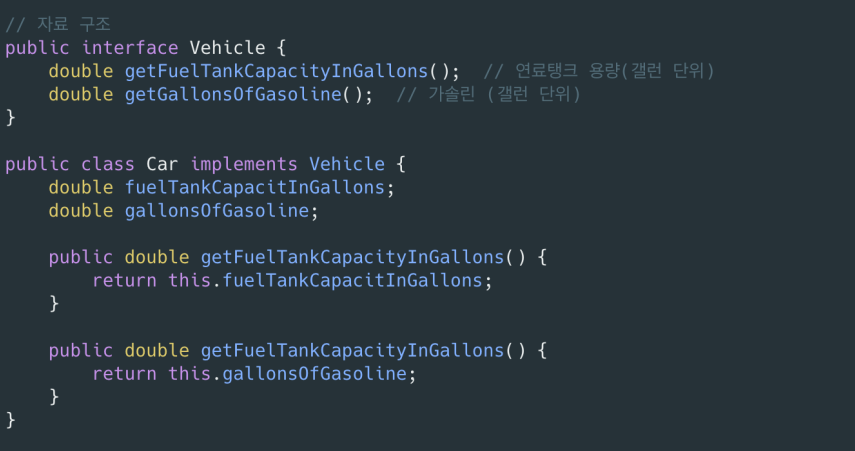 // 자료 구조
public interface Vehicle {
    double getFuelTankCapacityInGallons();  // 연료탱크 용량(갤런 단위)
    double getGallonsOfGasoline();  // 가솔린 (갤런 단위)
}

public class Car implements Vehicle {
    double fuelTankCapacitInGallons;
    double gallonsOfGasoline;

    public double getFuelTankCapacityInGallons() {
        return this.fuelTankCapacitInGallons;
    }

    public double getFuelTankCapacityInGallons() {
        return this.gallonsOfGasoline;
    }
}